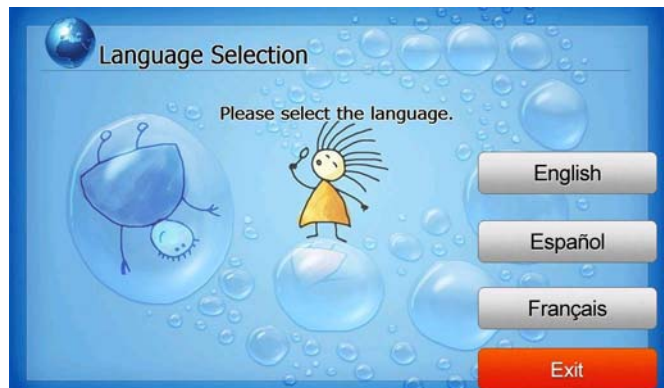 Language Selection
Please select the language.
English
Español
Français
Exit